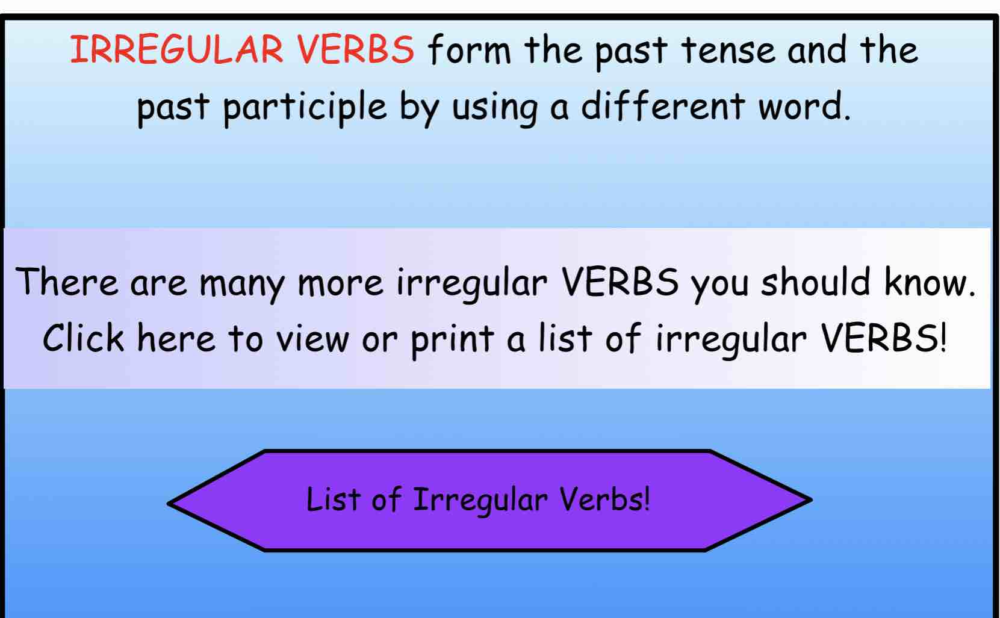 IRREGULAR VERBS form the past tense and the
past participle by using a different word.
There are many more irregular VERBS you should know.
Click here to view or print a list of irregular VERBS!
List of Irregular Verbs!